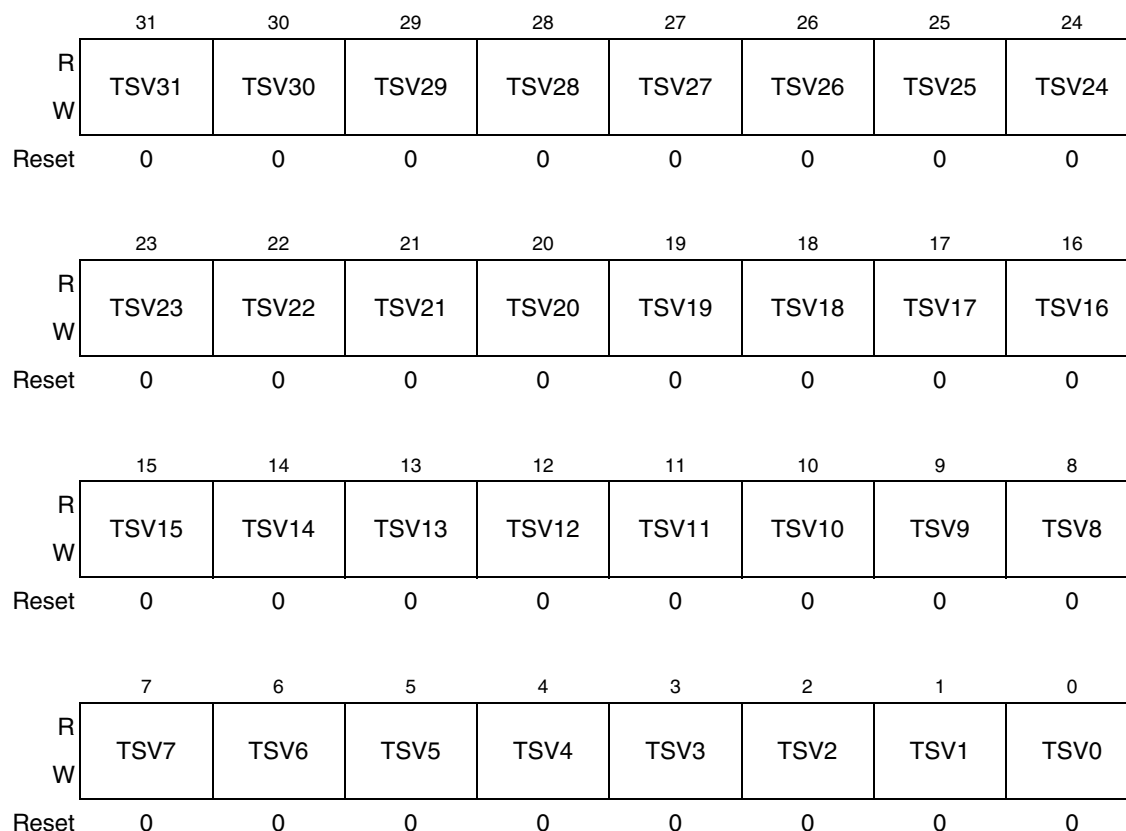 31 30 29 28 27 26 25 24
R
TSV31 TSV30 TSV29 TSV28 TSV27 TSV26 TSV25 TSV24
W
Reset 0 0 0 0 0 0 0 0
23 22 21 20 19 18 17 16
R
TSV23 TSV22 TSV21 TSV20 TSV19 TSV18 TSV17 TSV16
W
Reset 0 0 0 0 0 0 0 0
15 14 13 12 11 10 9 8
R
TSV15 TSV14 TSV13 TSV12 TSV11 TSV10 TSV9 TSV8
W
Reset 0 0 0 0 0 0 0 0
7 6 5 4 3 2 1 0
R
TSV7 TSV6 TSV5 TSV4 TSV3 TSV2 TSV1 TSV0
W
Reset 0 0 0 0 0 0 0 0